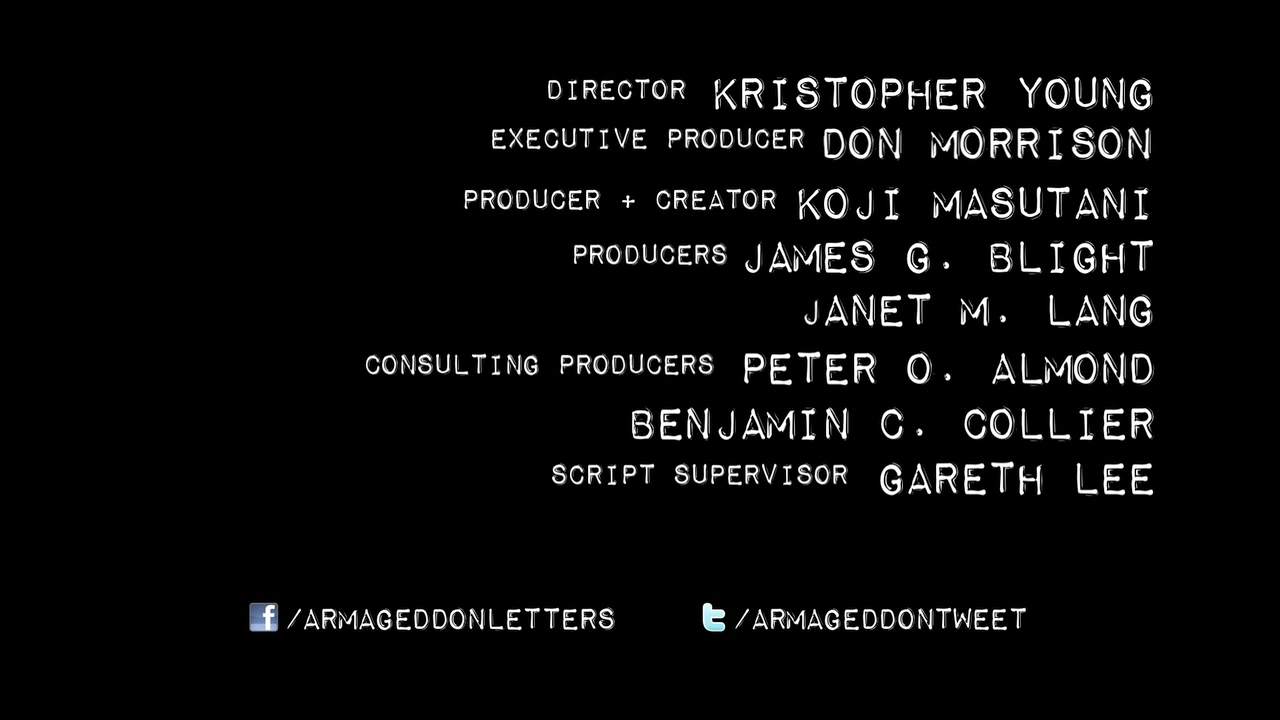 DIRECTOR KRISTOPHER YOUNG
EXECUTIVE PRODUCER DON MORRISON
PRODUCER + CREATOR KOJI MASUTANI
PRODUCERS JAMES G. BLIGHT
JANET M. LANG
CONSULTING PRODUCERS PETER O. ALMOND
BENJAMIN C. COLLIER
SCRIPT SUPERVISOR GARETH LEE
f /ARMAGEDDONLETTERS t /ARMAGEDDONTWEET